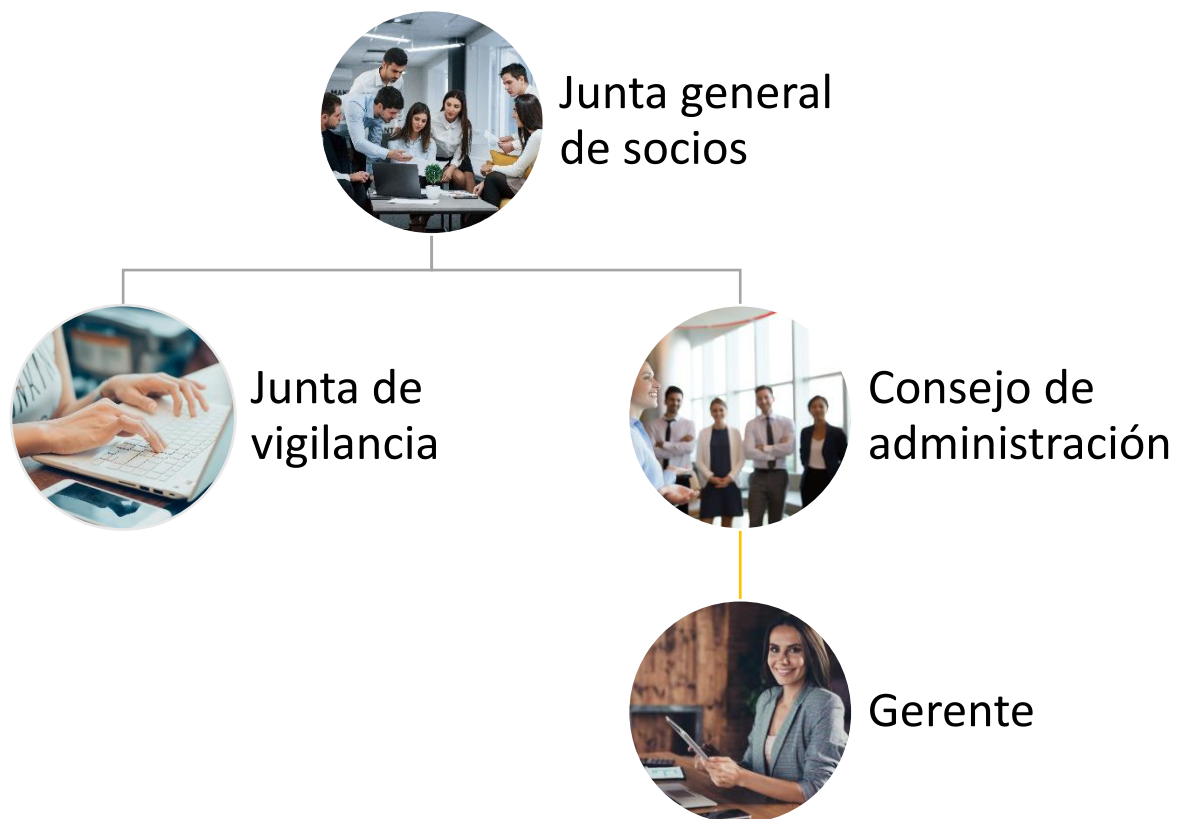 Junta general
de socios
Junta de
vigilancia
Consejo de
administración
Gerente